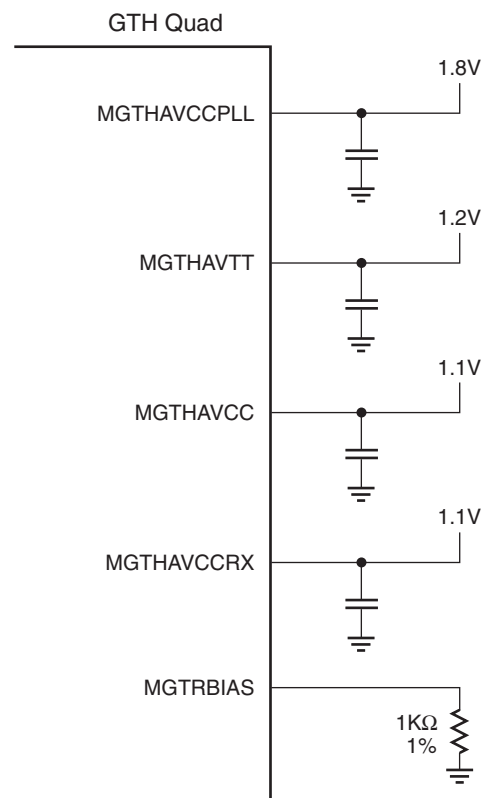 GTH Quad
1.8V
MGTHAVCCPLL
1.2V
MGTHAVTT
1.1V
MGTHAVCC
1.1V
MGTHAVCCRX
MGTRBIAS
1KΩ
1%